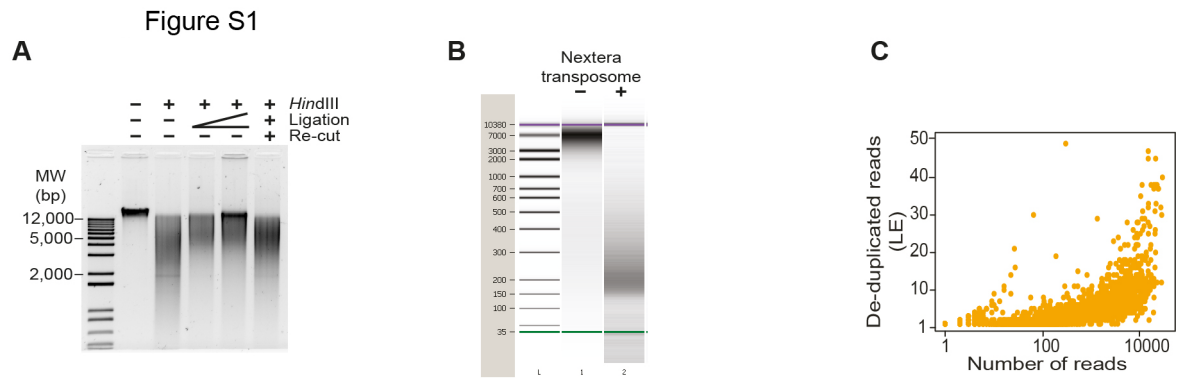 Figure S1
A
− + + + + HindIII
− − + Ligation
− − − − + Re-cut
MW
(bp)
12,000
5,000
2,000
B
Nextera
transposome
− +
10380
7000
3000
2000
1000
700
600
500
400
300
200
150
100
35
L 1 2
C
De-duplicated reads
(LE)
50
40
30
20
10
1
1 100 10000
Number of reads